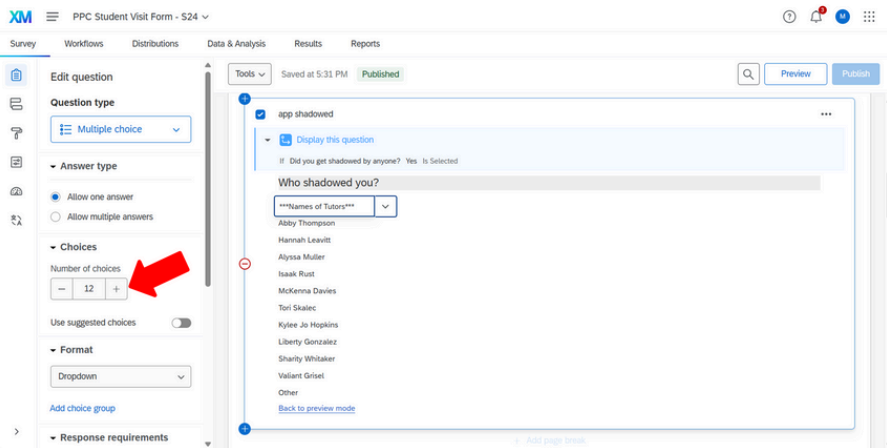 XM PPC Student Visit Form - S24
? 3 M
Survey Workflows Distributions Data & Analysis Results Reports
Edit question
Question type
Multiple choice
Answer type
Allow one answer
Allow multiple answers
Choices
Number of choices
− 12 +
Use suggested choices
Format
Dropdown
Add choice group
Response requirements
Tools Saved at 5:31 PM Published Preview Publish
app shadowed
Display this question
If Did you get shadowed by anyone? Yes Is Selected
Who shadowed you?
***Names of Tutors***
Abby Thompson
Hannah Leavitt
Alyssa Muller
Isaak Rust
McKenna Davies
Tori Skalec
Kylee Jo Hopkins
Liberty Gonzalez
Sharity Whitaker
Valiant Grisel
Other
Back to preview mode
+ Add page break